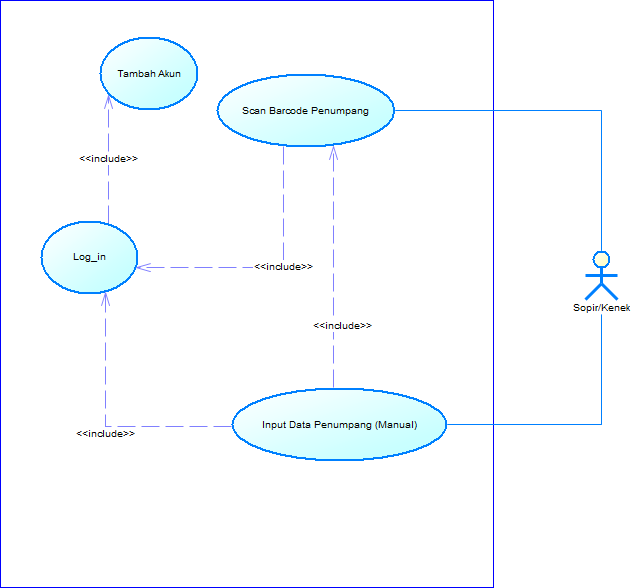 Tambah Akun
Scan Barcode Penumpang
<<include>>
Log_in
<<include>>
Sopir/Kenek
<<include>>
Input Data Penumpang (Manual)
<<include>>